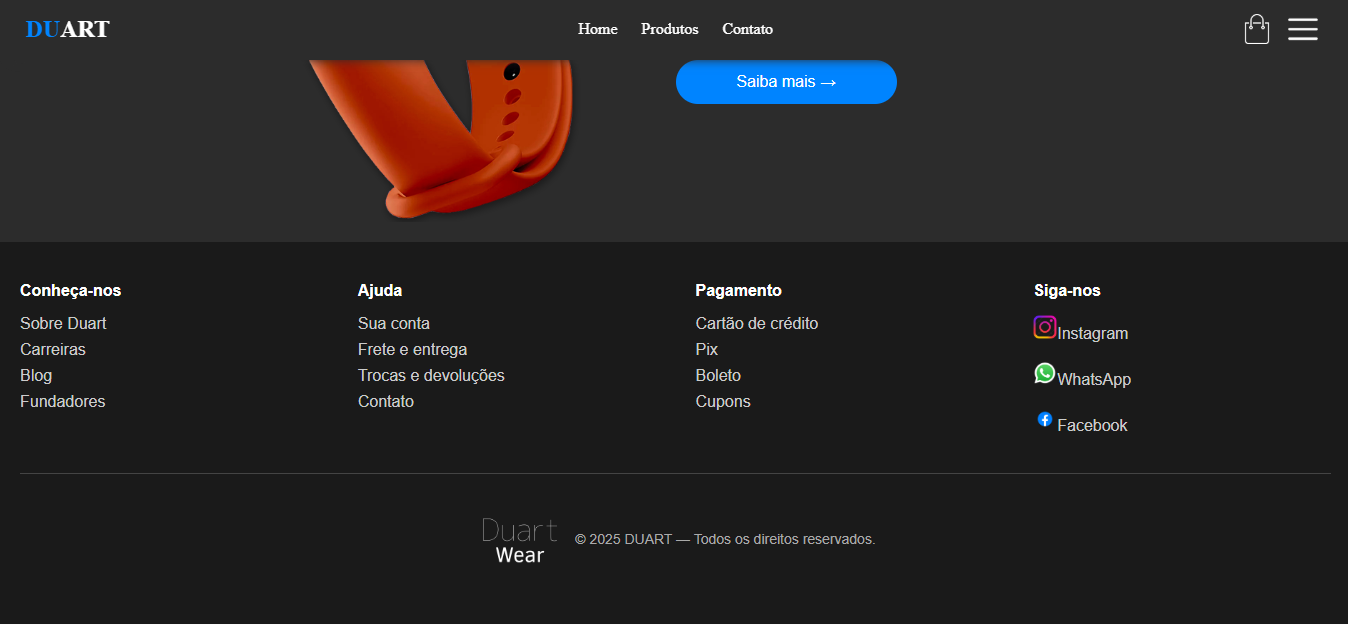 DUART
Home Produtos Contato
Saiba mais →
Conheça-nos
Sobre Duart
Carreiras
Blog
Fundadores
Ajuda
Sua conta
Frete e entrega
Trocas e devoluções
Contato
Pagamento
Cartão de crédito
Pix
Boleto
Cupons
Siga-nos
Instagram
WhatsApp
Facebook
Duart
Wear
© 2025 DUART — Todos os direitos reservados.